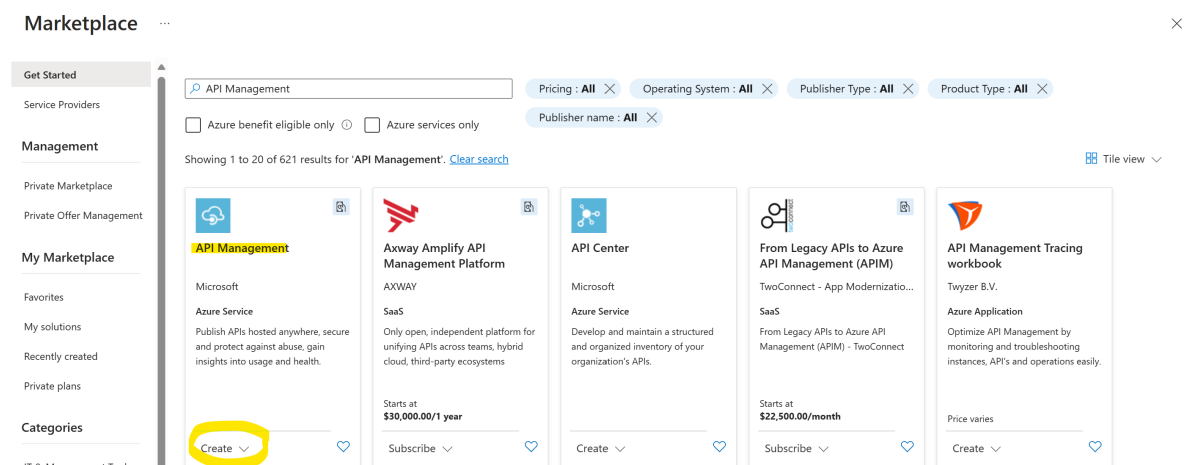 Marketplace ...
Get Started
Service Providers
Management
Private Marketplace
Private Offer Management
My Marketplace
Favorites
My solutions
Recently created
Private plans
Categories
API Management
Pricing : All
Operating System : All
Publisher Type : All
Product Type : All
Publisher name : All
Azure benefit eligible only
Azure services only
Showing 1 to 20 of 621 results for 'API Management'. Clear search
Tile view
API Management
Microsoft
Azure Service
Publish APIs hosted anywhere, secure
and protect against abuse, gain
insights into usage and health.
Create
Axway Amplify API
Management Platform
AXWAY
SaaS
Only open, independent platform for
unifying APIs across teams, hybrid
cloud, third-party ecosystems
Starts at
$30,000.00/1 year
Subscribe
API Center
Microsoft
Azure Service
Develop and maintain a structured
and organized inventory of your
organization's APIs.
Create
twoconnect
From Legacy APIs to Azure
API Management (APIM)
TwoConnect - App Modernizatio...
SaaS
From Legacy APIs to Azure API
Management (APIM) - TwoConnect
Starts at
$22,500.00/month
Subscribe
API Management Tracing
workbook
Twyzer B.V.
Azure Application
Optimize API Management by
monitoring and troubleshooting
instances, API's and operations easily.
Price varies
Create